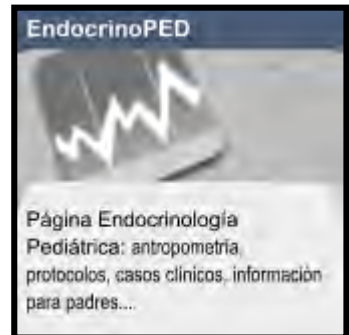 EndocrinoPED
Página Endocrinología
Pediátrica: antropometría,
protocolos, casos clínicos, información
para padres...